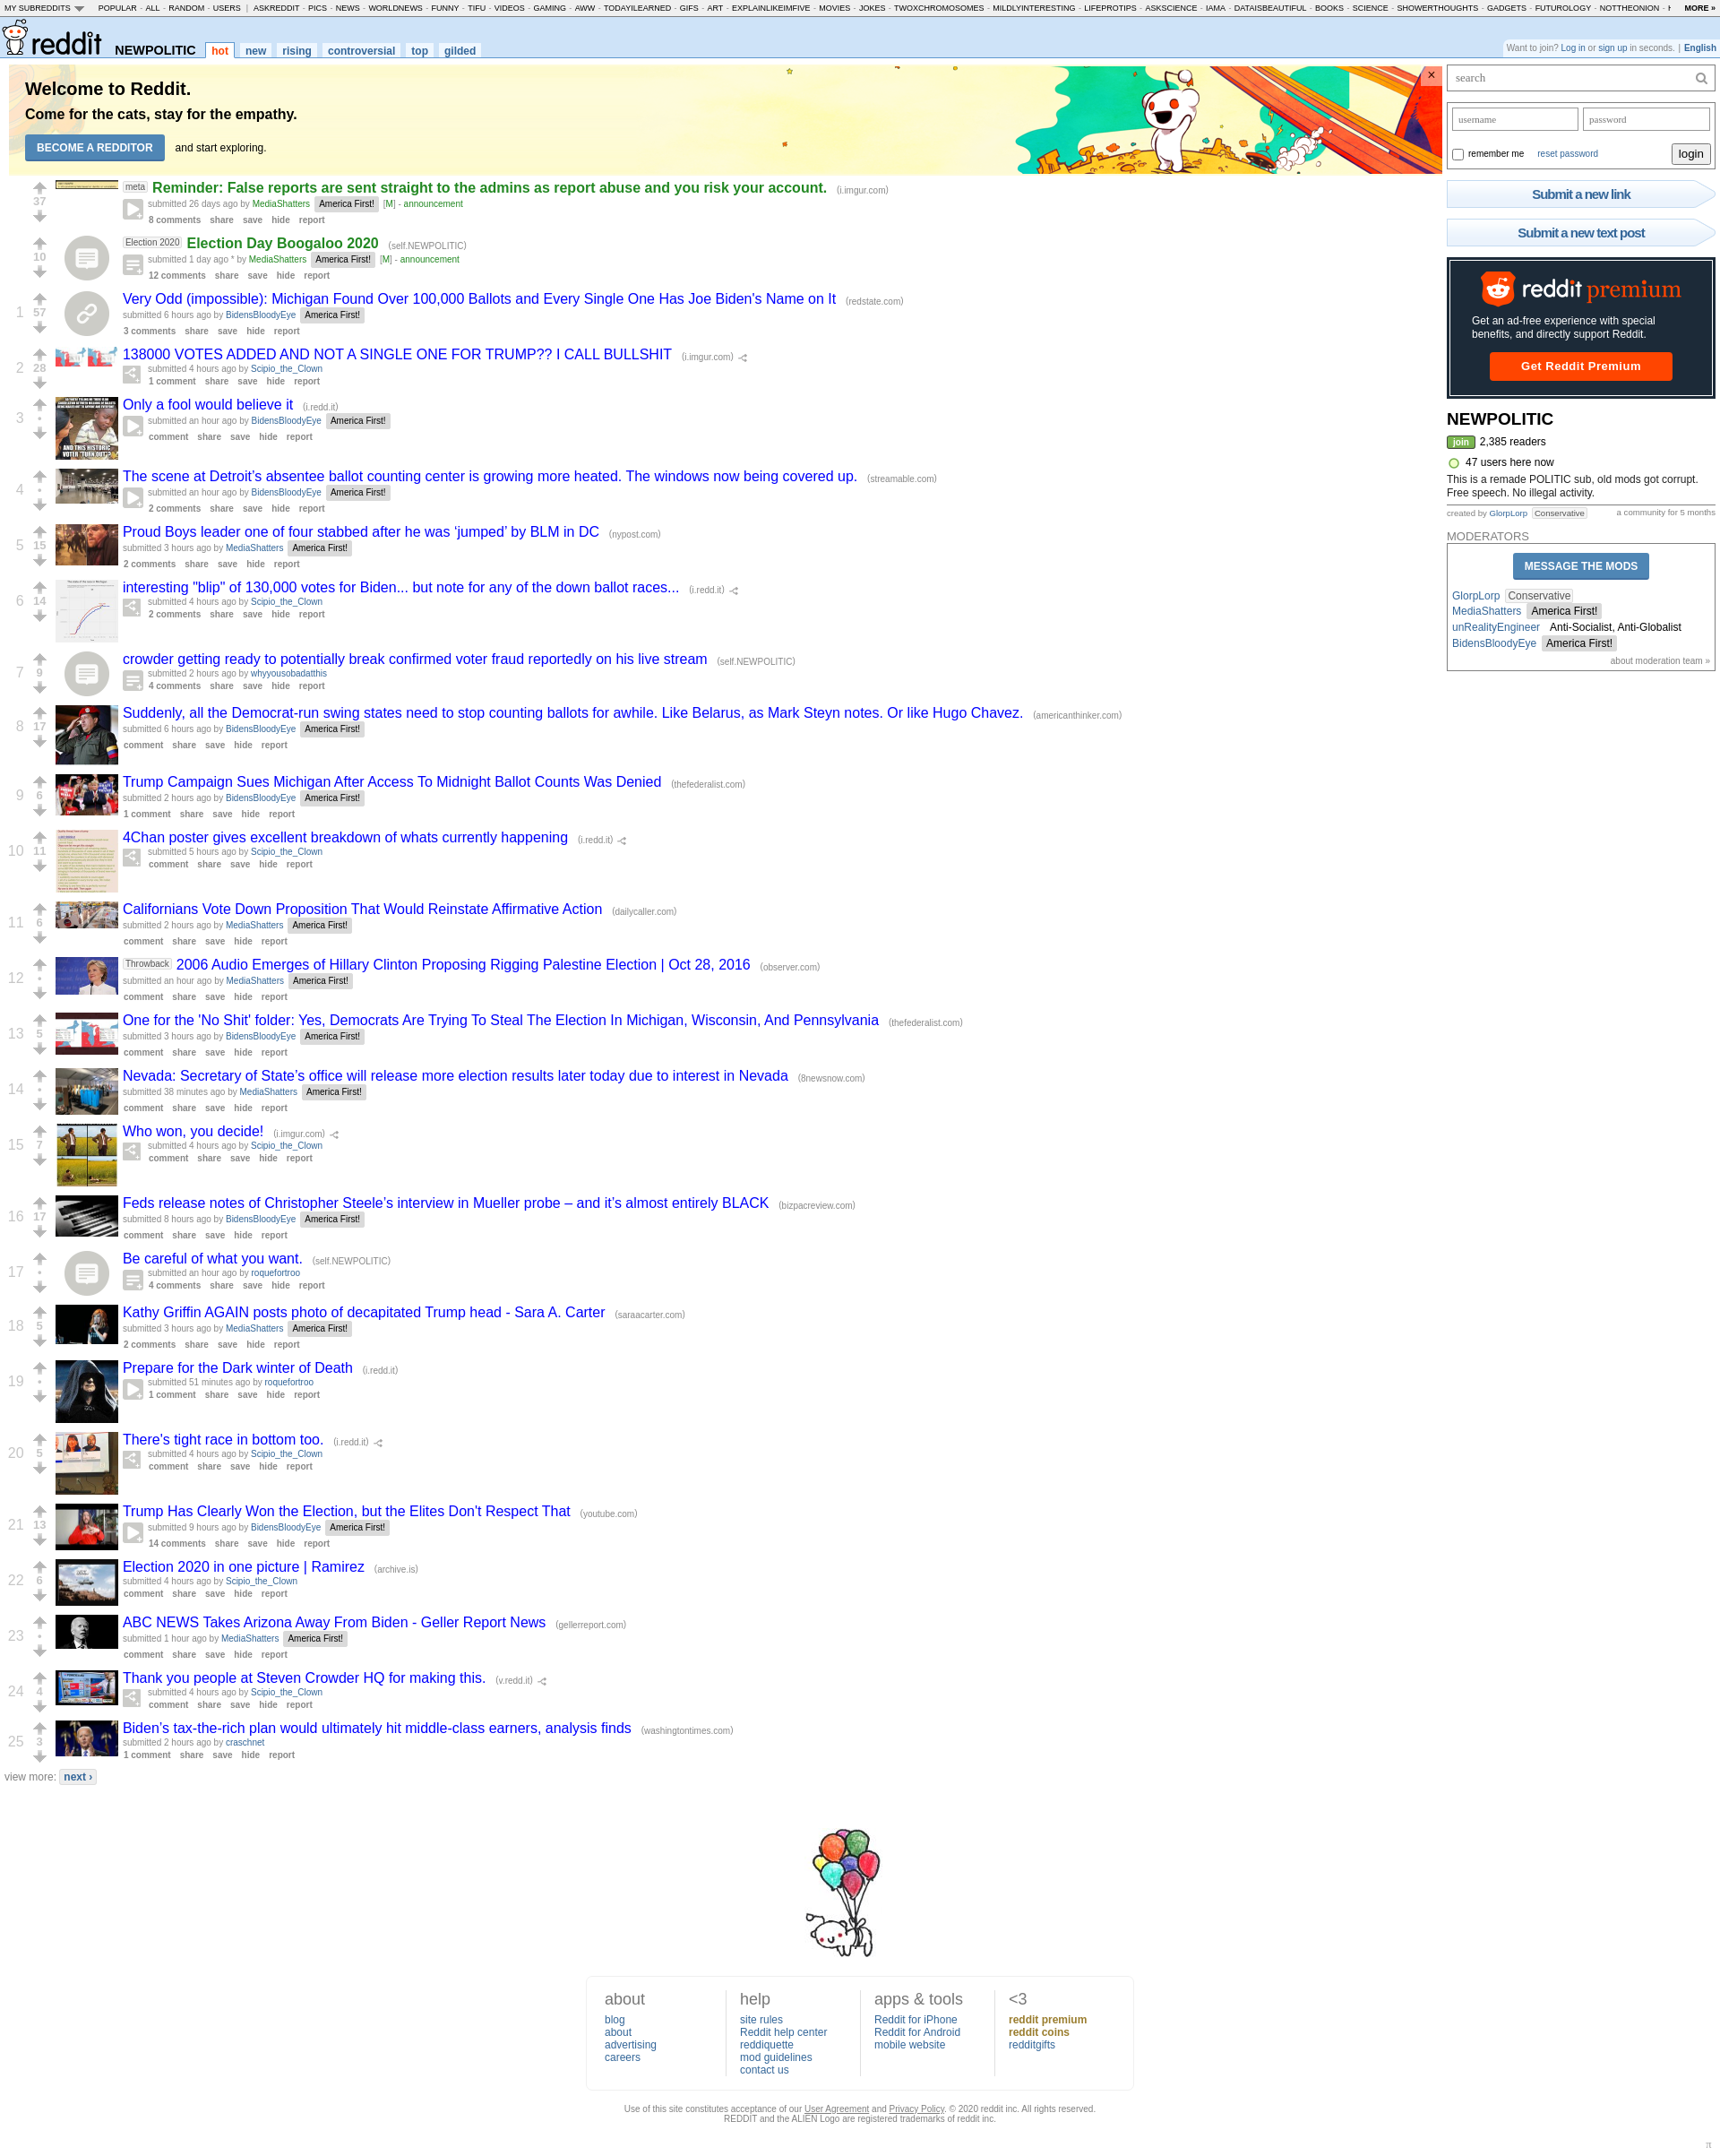 MY SUBREDDITS POPULAR - ALL - RANDOM - USERS | ASKREDDIT - PICS - NEWS - WORLDNEWS - FUNNY - TIFU - VIDEOS - GAMING - AWW - TODAYILEARNED - GIFS - ART - EXPLAINLIKEIMFIVE - MOVIES - JOKES - TWOXCHROMOSOMES - MILDLYINTERESTING - LIFEPROTIPS - ASKSCIENCE - IAMA - DATAISBEAUTIFUL - BOOKS - SCIENCE - SHOWERTHOUGHTS - GADGETS - FUTUROLOGY - NOTTHEONION - MORE »
reddit NEWPOLITIC hot new rising controversial top gilded
Want to join? Log in or sign up in seconds. | English
Welcome to Reddit.
Come for the cats, stay for the empathy.
BECOME A REDDITOR and start exploring.
×
37
meta Reminder: False reports are sent straight to the admins as report abuse and you risk your account. (i.imgur.com)
submitted 26 days ago by MediaShatters America First! [M] - announcement
8 comments share save hide report
10
Election 2020 Election Day Boogaloo 2020 (self.NEWPOLITIC)
submitted 1 day ago * by MediaShatters America First! [M] - announcement
12 comments share save hide report
1 57
Very Odd (impossible): Michigan Found Over 100,000 Ballots and Every Single One Has Joe Biden's Name on It (redstate.com)
submitted 6 hours ago by BidensBloodyEye America First!
3 comments share save hide report
2 28
138000 VOTES ADDED AND NOT A SINGLE ONE FOR TRUMP?? I CALL BULLSHIT (i.imgur.com)
submitted 4 hours ago by Scipio_the_Clown
1 comment share save hide report
3 •
Only a fool would believe it (i.redd.it)
submitted an hour ago by BidensBloodyEye America First!
comment share save hide report
AND THIS HISTORIC
VOTER "TURN OUT"?
4 •
The scene at Detroit’s absentee ballot counting center is growing more heated. The windows now being covered up. (streamable.com)
submitted an hour ago by BidensBloodyEye America First!
2 comments share save hide report
5 15
Proud Boys leader one of four stabbed after he was ‘jumped’ by BLM in DC (nypost.com)
submitted 3 hours ago by MediaShatters America First!
2 comments share save hide report
6 14
interesting "blip" of 130,000 votes for Biden... but note for any of the down ballot races... (i.redd.it)
submitted 4 hours ago by Scipio_the_Clown
2 comments share save hide report
7 9
crowder getting ready to potentially break confirmed voter fraud reportedly on his live stream (self.NEWPOLITIC)
submitted 2 hours ago by whyyousobadatthis
4 comments share save hide report
8 17
Suddenly, all the Democrat-run swing states need to stop counting ballots for awhile. Like Belarus, as Mark Steyn notes. Or like Hugo Chavez. (americanthinker.com)
submitted 6 hours ago by BidensBloodyEye America First!
comment share save hide report
9 6
Trump Campaign Sues Michigan After Access To Midnight Ballot Counts Was Denied (thefederalist.com)
submitted 2 hours ago by BidensBloodyEye America First!
1 comment share save hide report
10 11
4Chan poster gives excellent breakdown of whats currently happening (i.redd.it)
submitted 5 hours ago by Scipio_the_Clown
comment share save hide report
11 6
Californians Vote Down Proposition That Would Reinstate Affirmative Action (dailycaller.com)
submitted 2 hours ago by MediaShatters America First!
comment share save hide report
12 •
Throwback 2006 Audio Emerges of Hillary Clinton Proposing Rigging Palestine Election | Oct 28, 2016 (observer.com)
submitted an hour ago by MediaShatters America First!
comment share save hide report
13 5
One for the 'No Shit' folder: Yes, Democrats Are Trying To Steal The Election In Michigan, Wisconsin, And Pennsylvania (thefederalist.com)
submitted 3 hours ago by BidensBloodyEye America First!
comment share save hide report
14 •
Nevada: Secretary of State’s office will release more election results later today due to interest in Nevada (8newsnow.com)
submitted 38 minutes ago by MediaShatters America First!
comment share save hide report
15 7
Who won, you decide! (i.imgur.com)
submitted 4 hours ago by Scipio_the_Clown
comment share save hide report
16 17
Feds release notes of Christopher Steele’s interview in Mueller probe – and it’s almost entirely BLACK (bizpacreview.com)
submitted 8 hours ago by BidensBloodyEye America First!
comment share save hide report
17 •
Be careful of what you want. (self.NEWPOLITIC)
submitted an hour ago by roquefortroo
4 comments share save hide report
18 5
Kathy Griffin AGAIN posts photo of decapitated Trump head - Sara A. Carter (saraacarter.com)
submitted 3 hours ago by MediaShatters America First!
2 comments share save hide report
19 •
Prepare for the Dark winter of Death (i.redd.it)
submitted 51 minutes ago by roquefortroo
1 comment share save hide report
20 5
There's tight race in bottom too. (i.redd.it)
submitted 4 hours ago by Scipio_the_Clown
comment share save hide report
21 13
Trump Has Clearly Won the Election, but the Elites Don't Respect That (youtube.com)
submitted 9 hours ago by BidensBloodyEye America First!
14 comments share save hide report
22 6
Election 2020 in one picture | Ramirez (archive.is)
submitted 4 hours ago by Scipio_the_Clown
comment share save hide report
23 •
ABC NEWS Takes Arizona Away From Biden - Geller Report News (gellerreport.com)
submitted 1 hour ago by MediaShatters America First!
comment share save hide report
24 4
Thank you people at Steven Crowder HQ for making this. (v.redd.it)
submitted 4 hours ago by Scipio_the_Clown
comment share save hide report
25 3
Biden’s tax-the-rich plan would ultimately hit middle-class earners, analysis finds (washingtontimes.com)
submitted 2 hours ago by craschnet
1 comment share save hide report
view more: next ›
search
username password
remember me reset password login
Submit a new link
Submit a new text post
reddit premium
Get an ad-free experience with special
benefits, and directly support Reddit.
Get Reddit Premium
NEWPOLITIC
join 2,385 readers
47 users here now
This is a remade POLITIC sub, old mods got corrupt.
Free speech. No illegal activity.
created by GlorpLorp Conservative a community for 5 months
MODERATORS
MESSAGE THE MODS
GlorpLorp Conservative
MediaShatters America First!
unRealityEngineer Anti-Socialist, Anti-Globalist
BidensBloodyEye America First!
about moderation team »
about
blog
about
advertising
careers
help
site rules
Reddit help center
reddiquette
mod guidelines
contact us
apps & tools
Reddit for iPhone
Reddit for Android
mobile website
<3
reddit premium
reddit coins
redditgifts
Use of this site constitutes acceptance of our User Agreement and Privacy Policy. © 2020 reddit inc. All rights reserved.
REDDIT and the ALIEN Logo are registered trademarks of reddit inc.
π